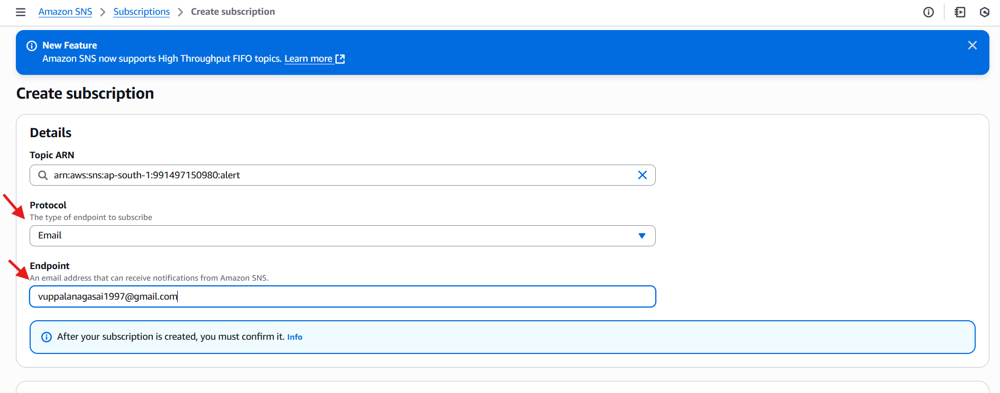 Amazon SNS > Subscriptions > Create subscription
New Feature
Amazon SNS now supports High Throughput FIFO topics. Learn more
Create subscription
Details
Topic ARN
arn:aws:sns:ap-south-1:991497150980:alert
Protocol
The type of endpoint to subscribe
Email
Endpoint
An email address that can receive notifications from Amazon SNS.
vuppalanagasai1997@gmail.com
After your subscription is created, you must confirm it. Info